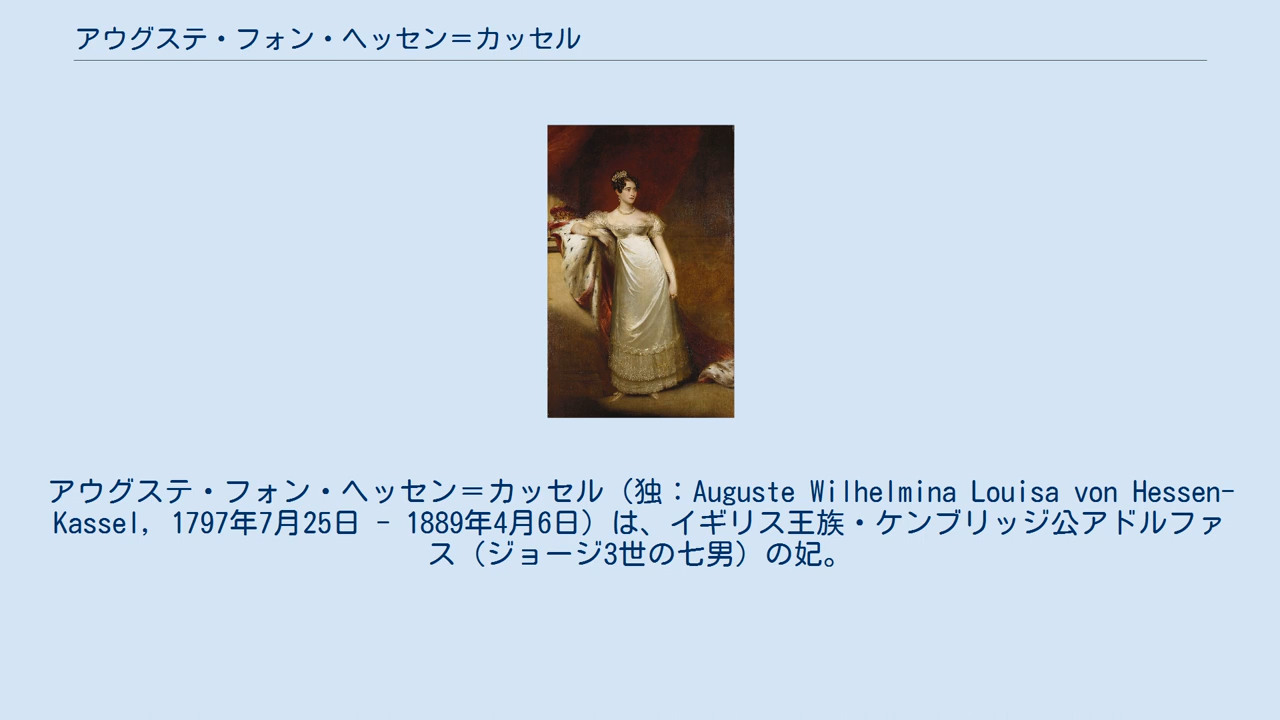 アウグステ・フォン・ヘッセン＝カッセル
アウグステ・フォン・ヘッセン＝カッセル（独：Auguste Wilhelmina Louisa von Hessen-
Kassel, 1797年7月25日 - 1889年4月6日）は、イギリス王族・ケンブリッジ公アドルファ
ス（ジョージ3世の七男）の妃。